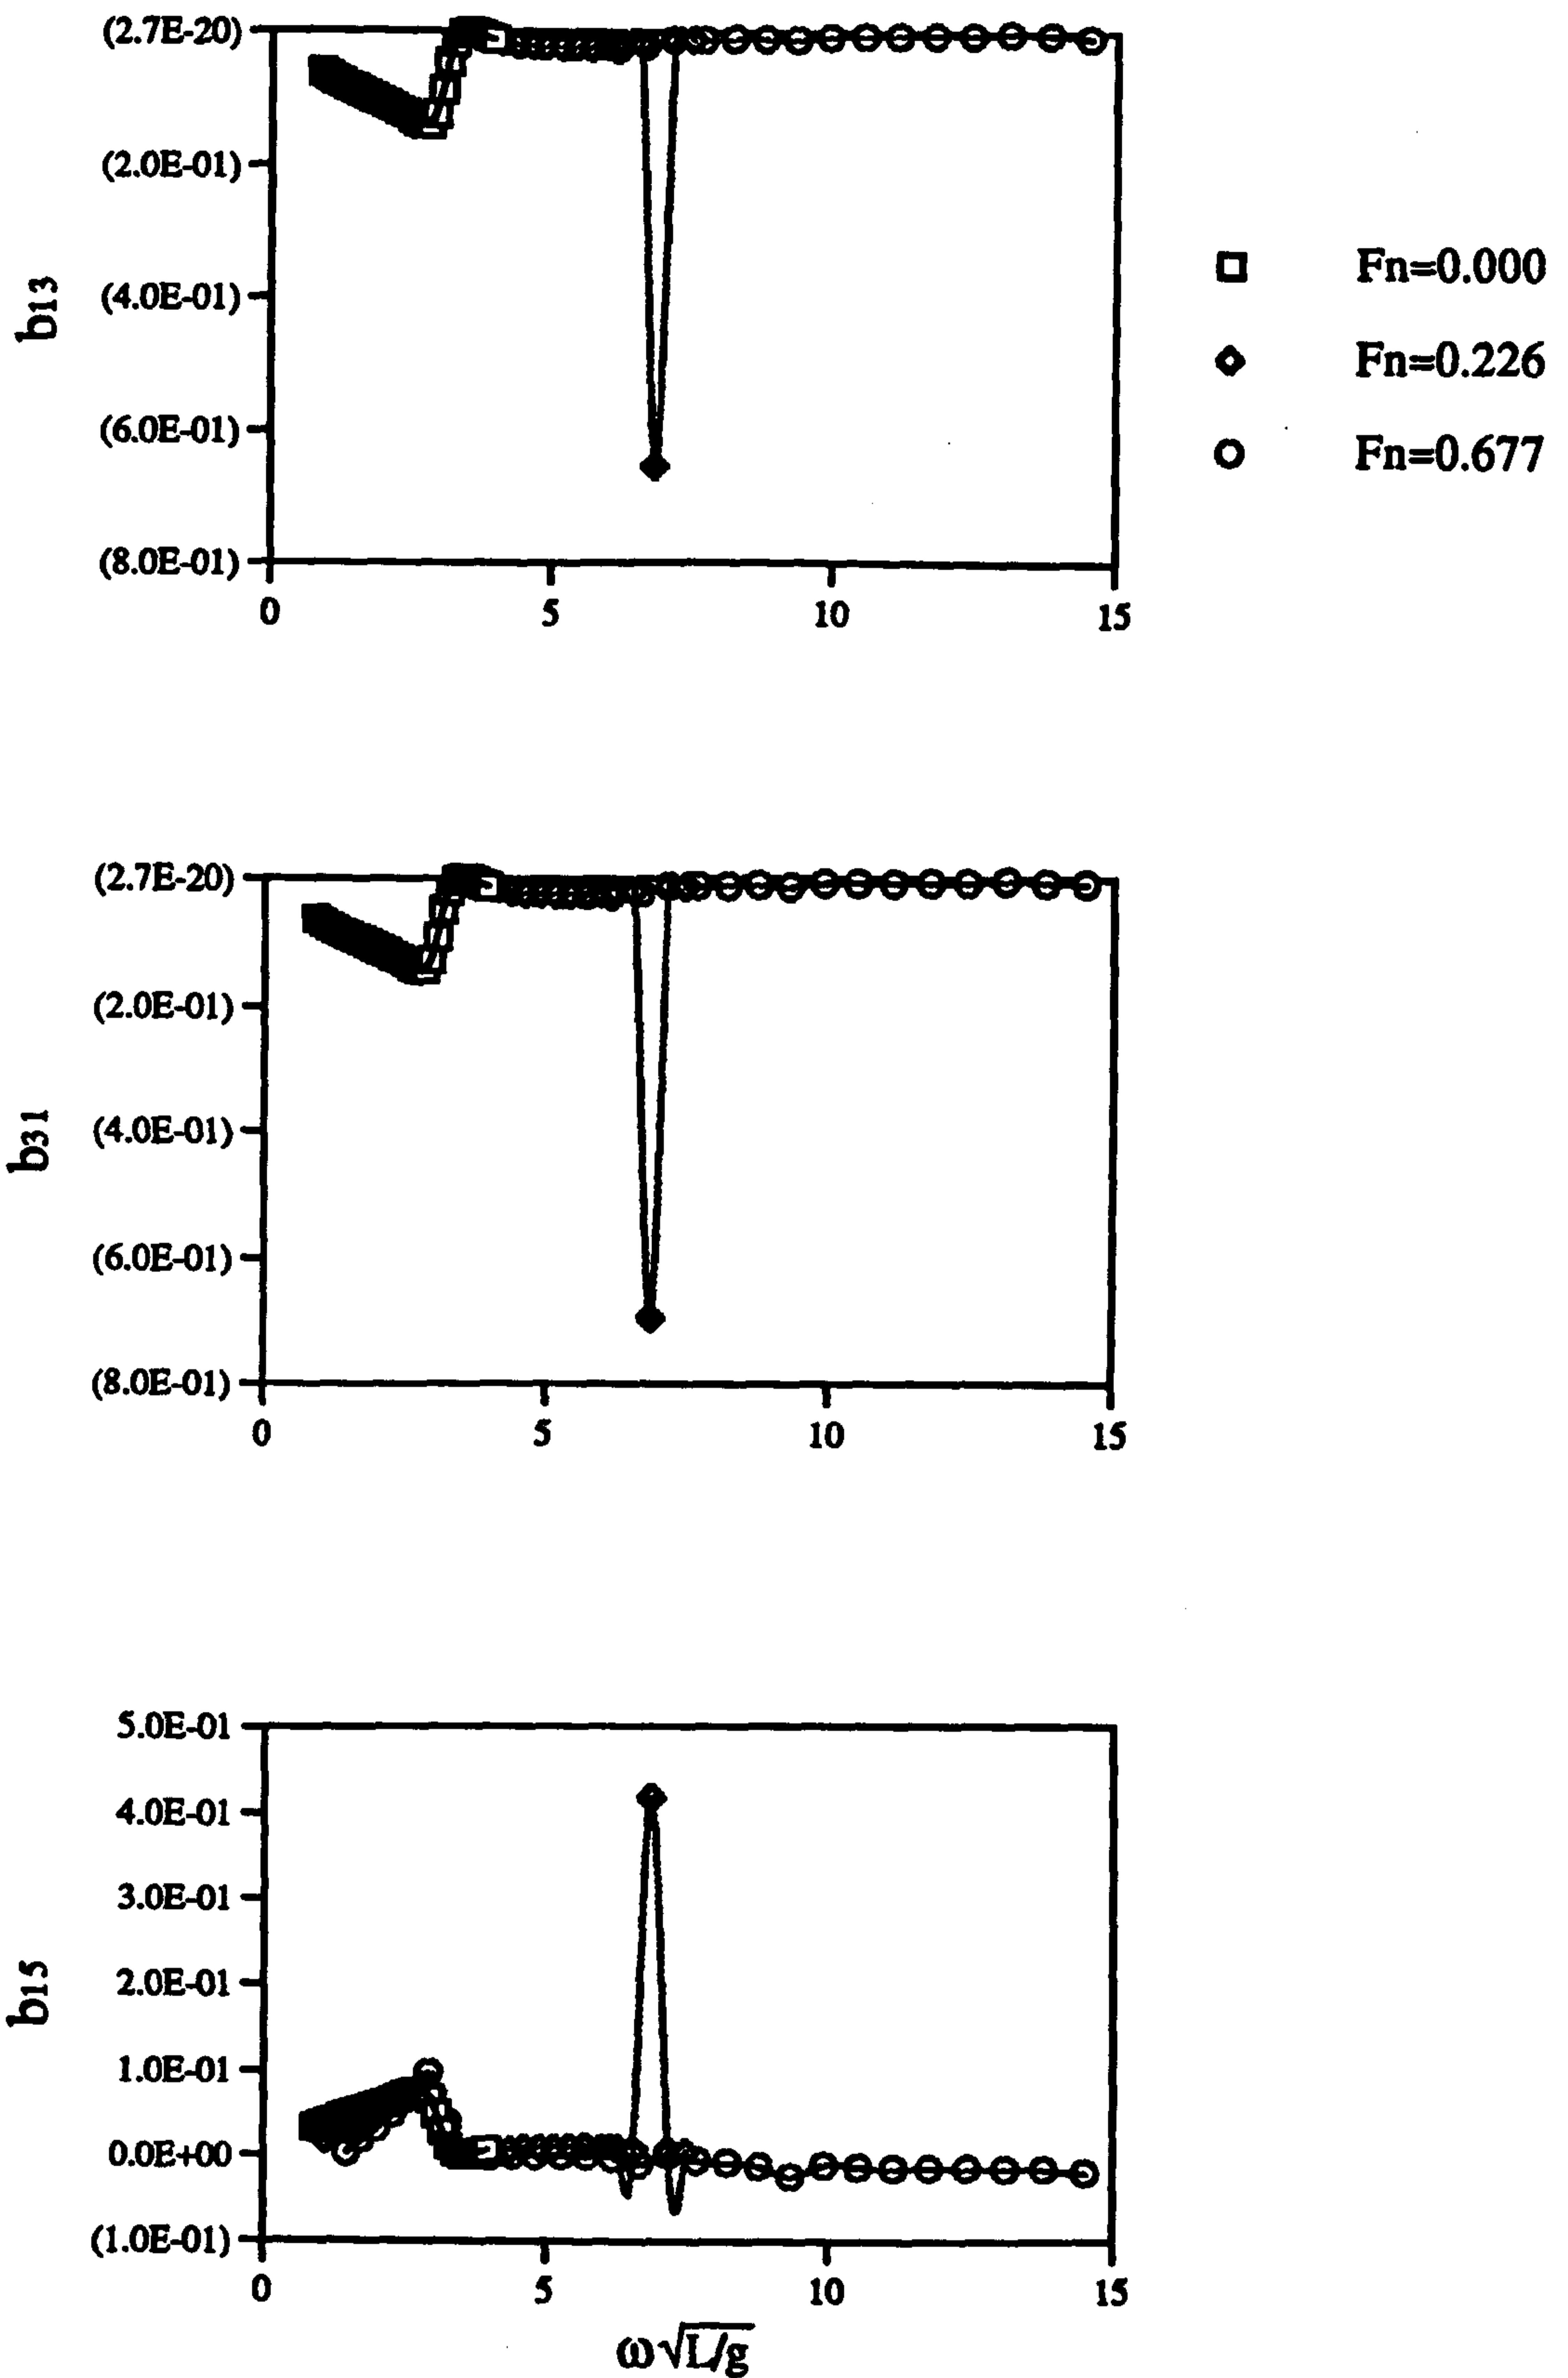 (2.7E-20)
(2.0E-01)
(4.0E-01)
(6.0E-01)
(8.0E-01)
b13
0 5 10 15
Fn=0.000
Fn=0.226
Fn=0.677
(2.7E-20)
(2.0E-01)
(4.0E-01)
(6.0E-01)
(8.0E-01)
b31
0 5 10 15
5.0E-01
4.0E-01
3.0E-01
2.0E-01
1.0E-01
0.0E+00
(1.0E-01)
b15
0 5 10 15
ω√L/g